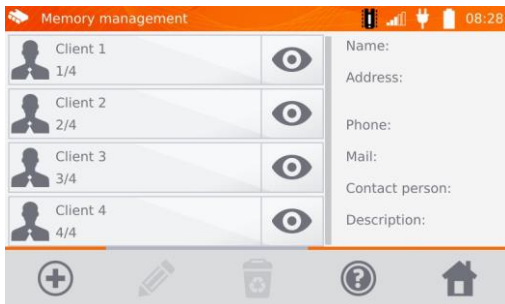 Memory management
08:28
Client 1
1/4
Client 2
2/4
Client 3
3/4
Client 4
4/4
Name:
Address:
Phone:
Mail:
Contact person:
Description: